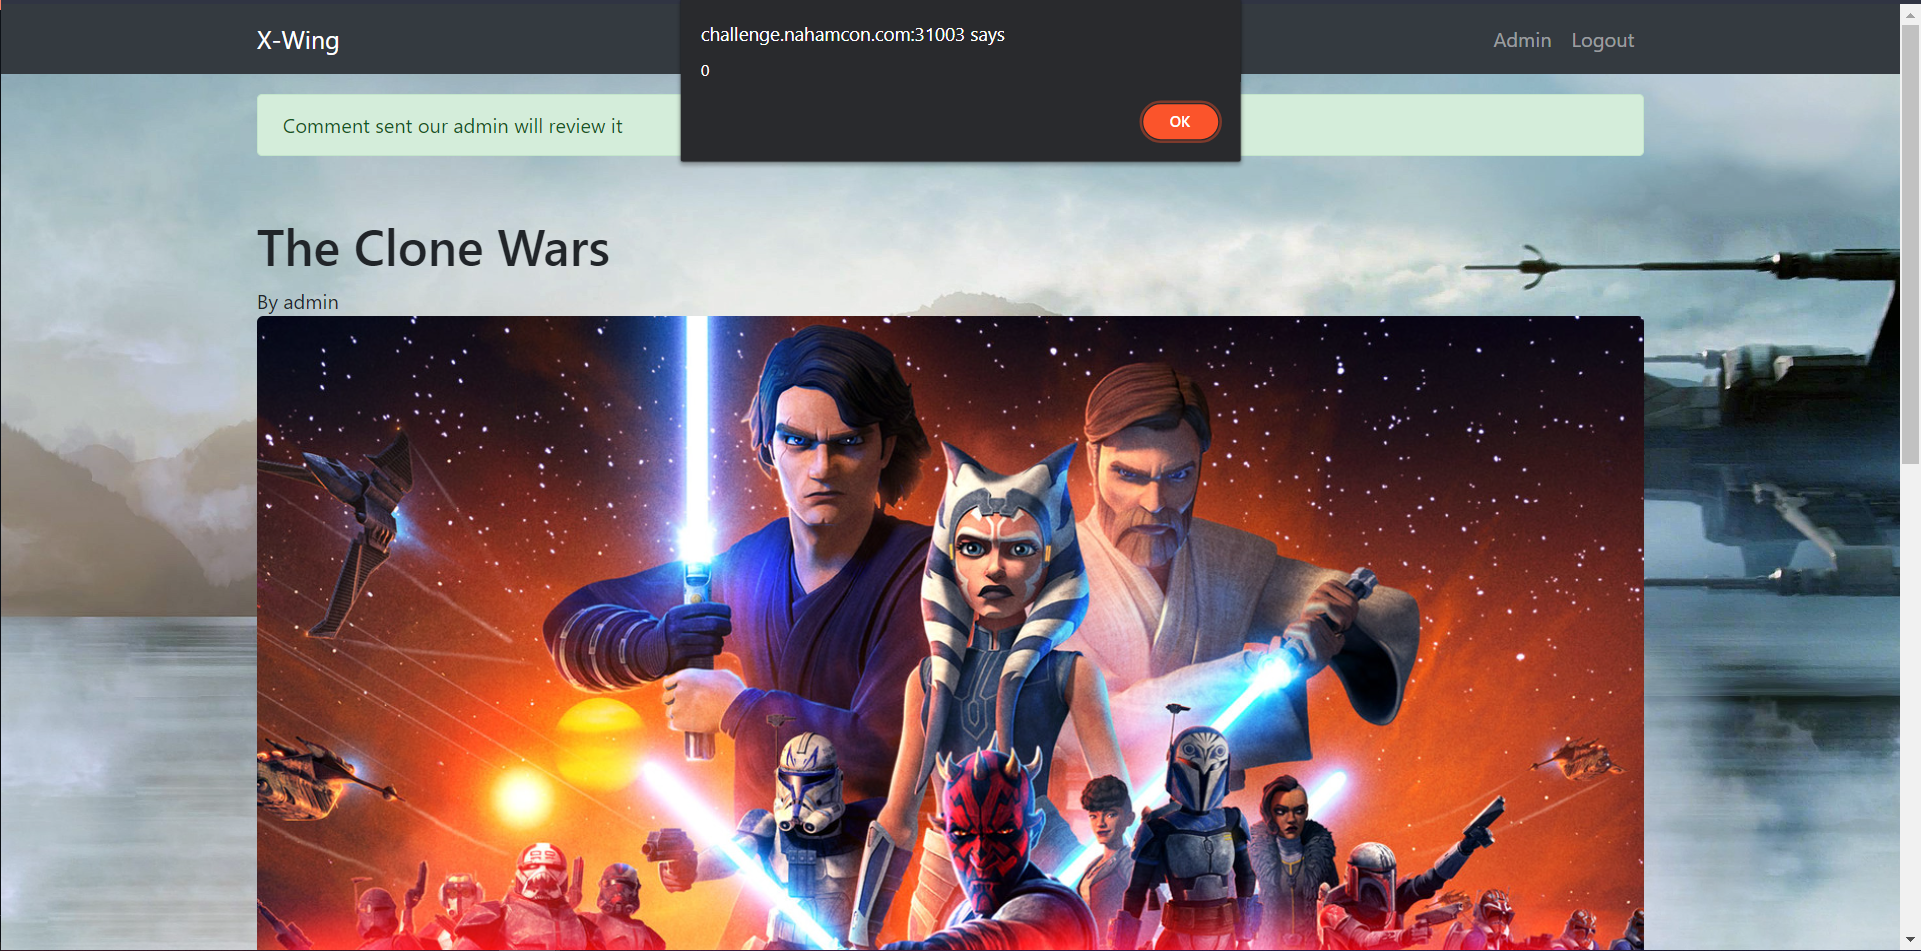 X-Wing
challenge.nahamcon.com:31003 says
0
OK
Admin Logout
Comment sent our admin will review it
The Clone Wars
By admin